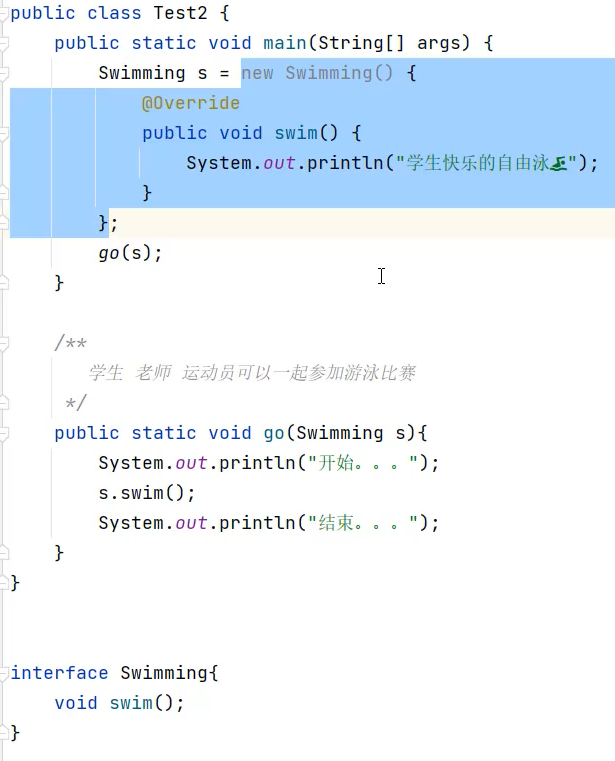 public class Test2 {
    public static void main(String[] args) {
        Swimming s = new Swimming() {
            @Override
            public void swim() {
                System.out.println("学生快乐的自由泳🏊");
            }
        };
        go(s);
    }
    /**
       学生 老师 运动员可以一起参加游泳比赛
     */
    public static void go(Swimming s){
        System.out.println("开始。。。");
        s.swim();
        System.out.println("结束。。。");
    }
}
interface Swimming{
    void swim();
}